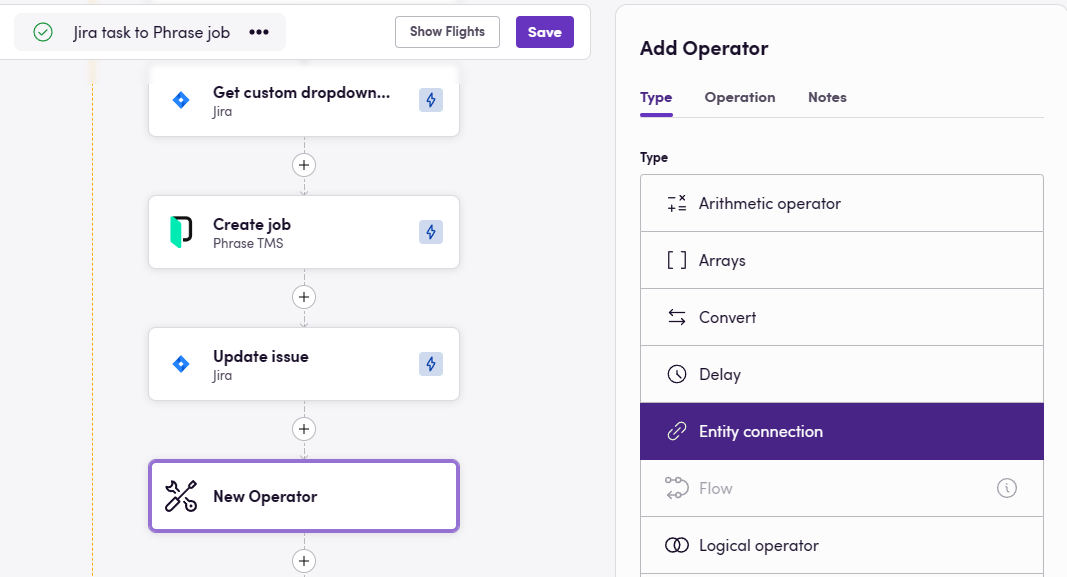 Jira task to Phrase job
Show Flights
Save
Get custom dropdown...
Jira
Create job
Phrase TMS
Update issue
Jira
New Operator
Add Operator
Type Operation Notes
Type
Arithmetic operator
Arrays
Convert
Delay
Entity connection
Flow
Logical operator